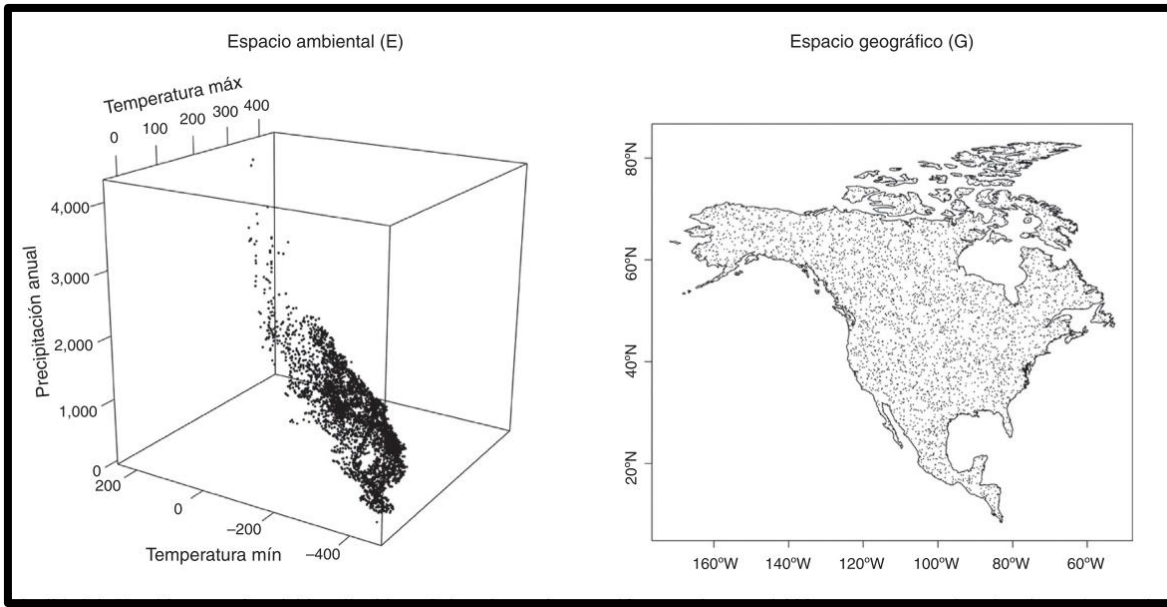 Espacio ambiental (E)
Temperatura máx
0 100 200 300 400
Precipitación anual
4,000
3,000
2,000
1,000
0
200
0
−200
−400
Temperatura mín
Espacio geográfico (G)
80ºN
60ºN
40ºN
20ºN
160ºW 140ºW 120ºW 100ºW 80ºW 60ºW